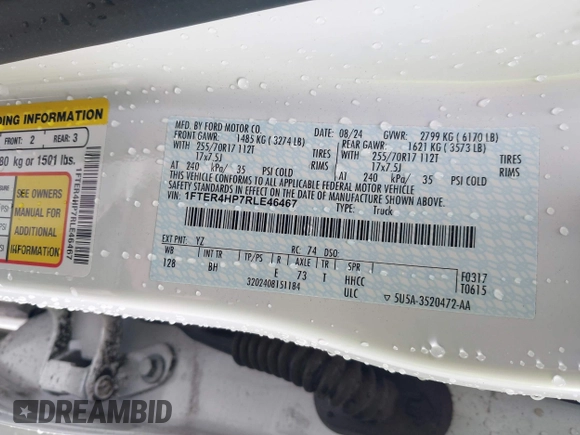 DING INFORMATION
FRONT: 2 REAR: 3
80 kg or 1501 lbs.
SEE OWNERS
MANUAL FOR
ADDITIONAL
INFORMATION
1FTER4HP7RLE46467
MFD. BY FORD MOTOR CO.
08/24 GVWR: 2799 KG ( 6170 LB)
FRONT GAWR: 1485 KG ( 3274 LB)
REAR GAWR: 1621 KG ( 3573 LB)
WITH 255/70R17 112T TIRES
WITH 255/70R17 112T TIRES
17x7.5J
17x7.5J
AT 240 kPa/ 35 PSI COLD
AT 240 kPa/ 35 PSI COLD
THIS VEHICLE CONFORMS TO ALL APPLICABLE FEDERAL MOTOR VEHICLE
SAFETY STANDARDS IN EFFECT ON THE DATE OF MANUFACTURE SHOWN ABOVE.
VIN: 1FTER4HP7RLE46467
TYPE: Truck
EXT PNT: YZ RC: 74 DSO:
WB INT TR TP/PS R AXLE TR SPR
128 BH E 73 T HHCC
ULC
3202408151184
F0317
T0615
5U5A-3520472-AA
DREAMBID